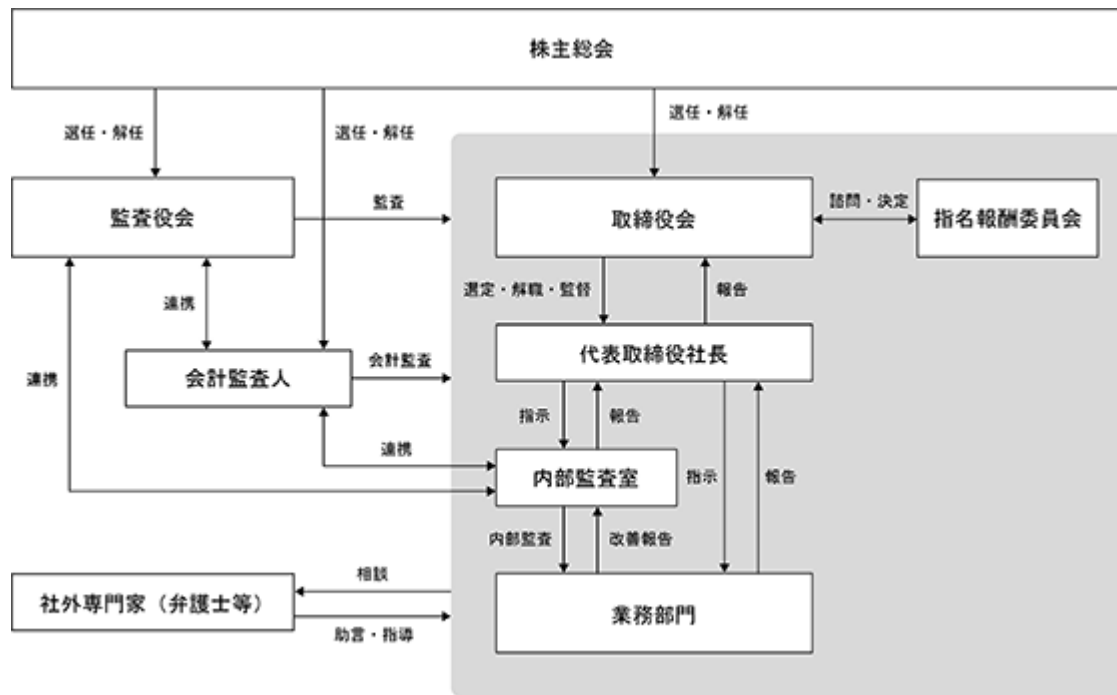 株主総会
選任・解任
選任・解任
選任・解任
監査役会
監査
取締役会
諮問・決定
指名報酬委員会
連携
選定・解職・監督
報告
連携
会計監査人
会計監査
代表取締役社長
連携
指示
報告
内部監査室
指示
報告
内部監査
改善報告
相談
社外専門家（弁護士等）
助言・指導
業務部門